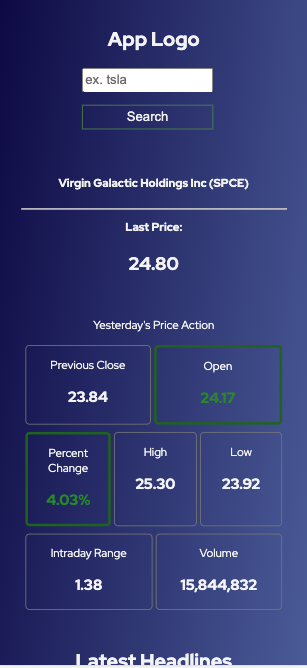 App Logo
ex. tsla
Search
Virgin Galactic Holdings Inc (SPCE)
Last Price:
24.80
Yesterday's Price Action
Previous Close
23.84
Open
24.17
Percent
Change
4.03%
High
25.30
Low
23.92
Intraday Range
1.38
Volume
15,844,832
Latest Headlines